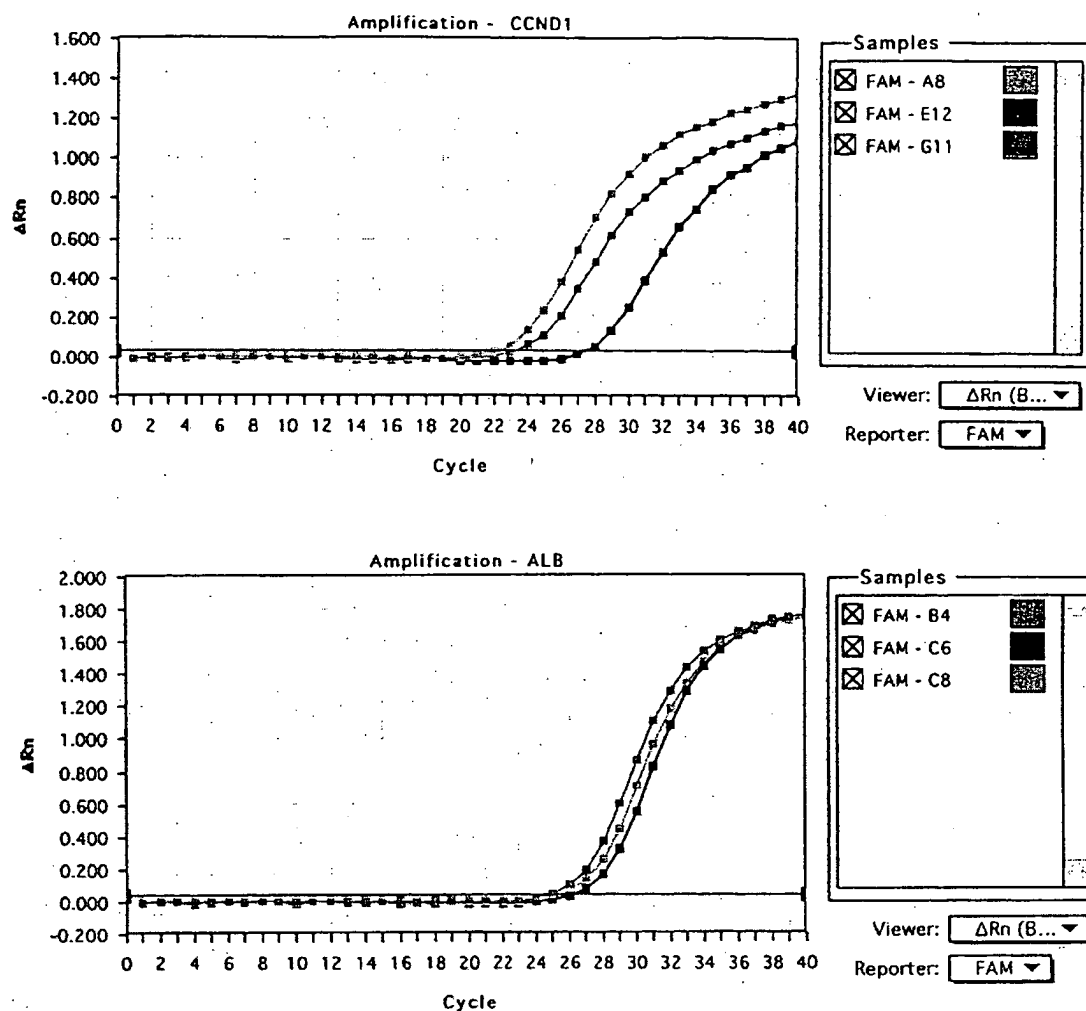 Amplification - CCND1
1.600
1.400
1.200
1.000
0.800
0.600
0.400
0.200
0.000
-0.200
ΔRn
0 2 4 6 8 10 12 14 16 18 20 22 24 26 28 30 32 34 36 38 40
Cycle
Samples
FAM - A8
FAM - E12
FAM - G11
Viewer: ΔRn (B... ▼
Reporter: FAM ▼
Amplification - ALB
2.000
1.800
1.600
1.400
1.200
1.000
0.800
0.600
0.400
0.200
0.000
-0.200
ΔRn
0 2 4 6 8 10 12 14 16 18 20 22 24 26 28 30 32 34 36 38 40
Cycle
Samples
FAM - B4
FAM - C6
FAM - C8
Viewer: ΔRn (B... ▼
Reporter: FAM ▼